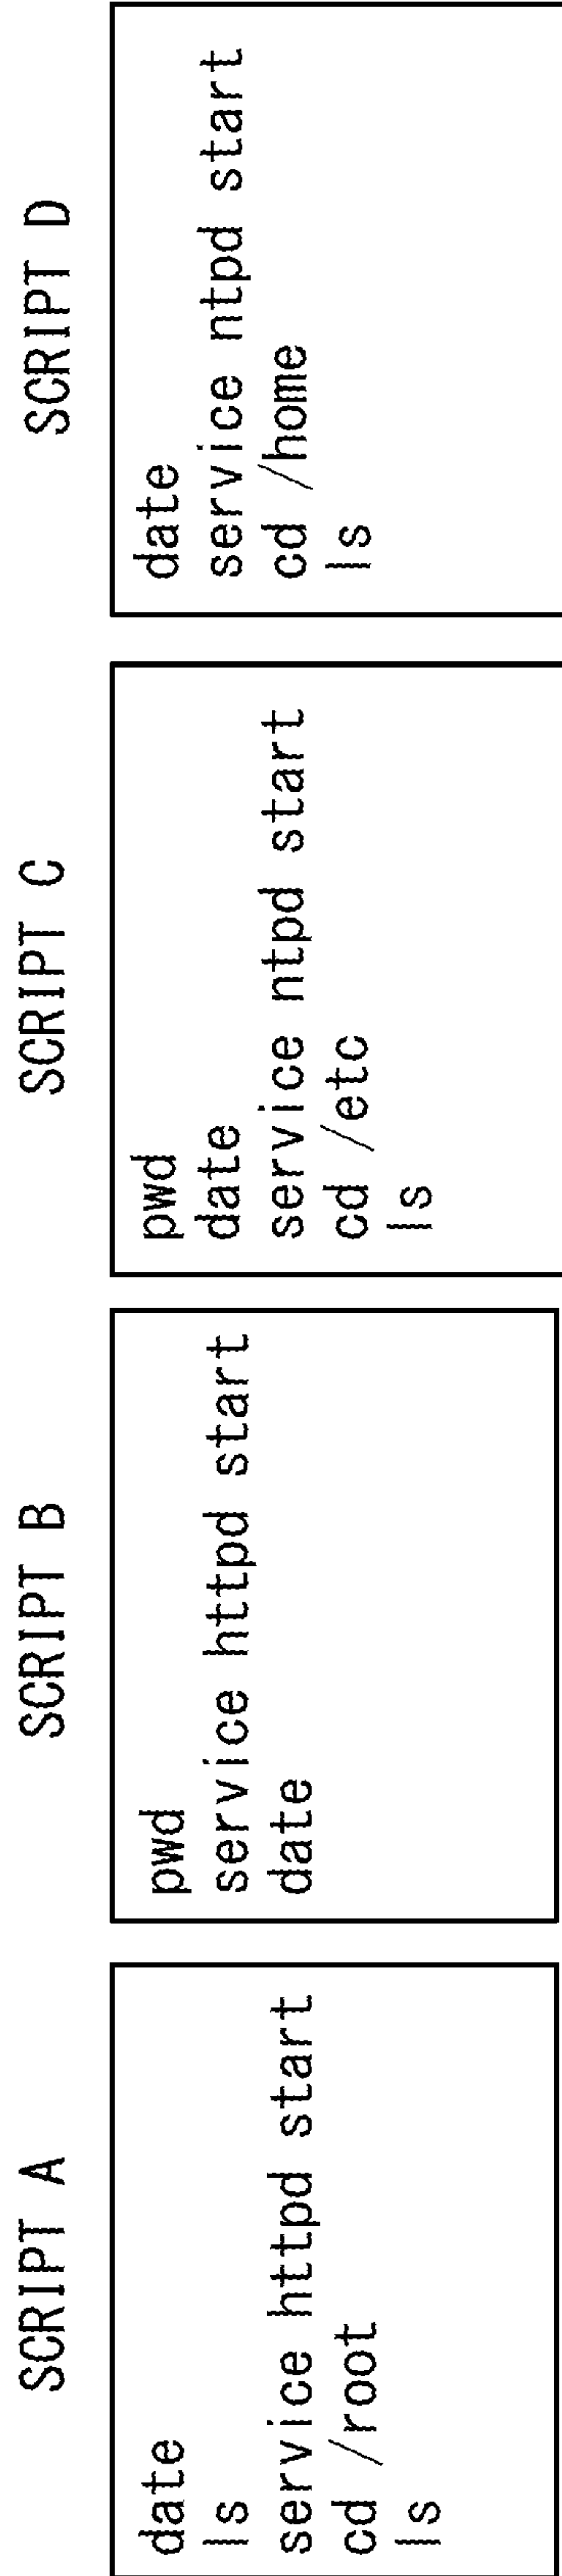 SCRIPT A
date
ls
service httpd start
cd /root
ls
SCRIPT B
pwd
service httpd start
date
SCRIPT C
pwd
date
service ntpd start
cd /etc
ls
SCRIPT D
date
service ntpd start
cd /home
ls